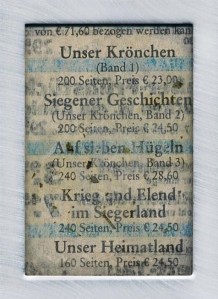 von € 71,60 bezogen werden kan
Unser Krönchen
(Band 1)
200 Seiten, Preis € 23,00
Siegener Geschichten
(Unser Krönchen, Band 2)
200 Seiten, Preis € 24,50
Auf sieben Hügeln
(Unser Krönchen, Band 3)
240 Seiten, Preis € 28,60
Krieg und Elend
im Siegerland
240 Seiten, Preis € 24,50
Unser Heimatland
160 Seiten, Preis € 24,50